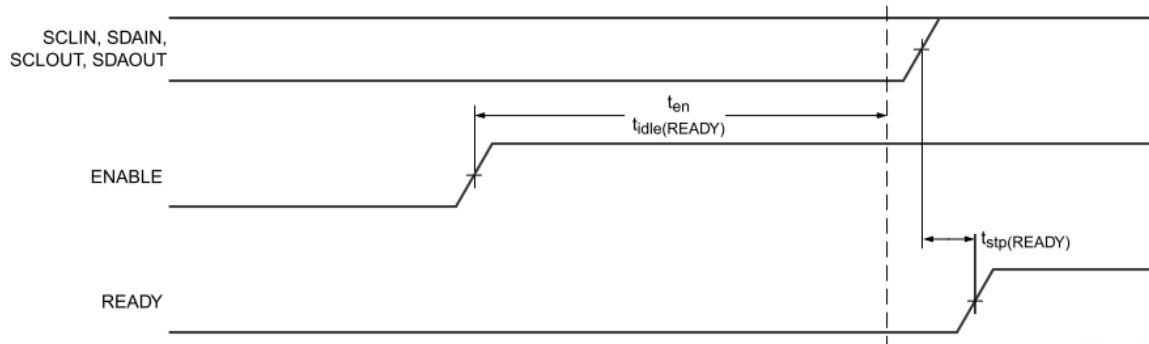 SCLIN, SDAIN,
SCLOUT, SDAOUT
ten
tidle(READY)
ENABLE
tstp(READY)
READY